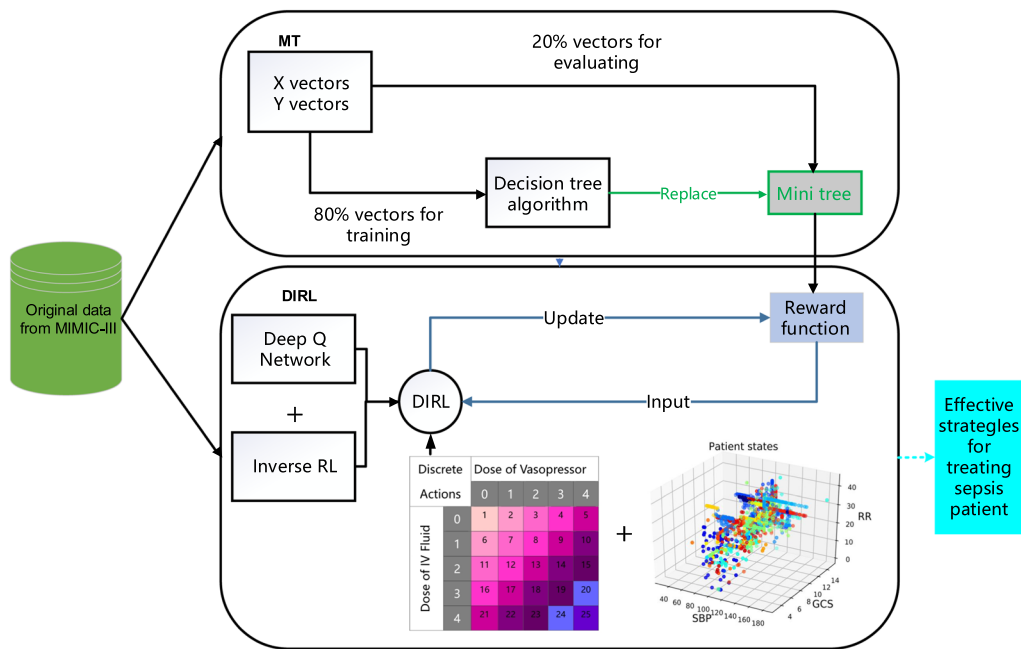 MT
20% vectors for
evaluating
X vectors
Y vectors
Decision tree
algorithm
Replace
Mini tree
80% vectors for
training
Original data
from MIMIC-III
DIRL
Deep Q
Network
+
Inverse RL
DIRL
Update
Reward
function
Input
Effective
strategles
for
treating
sepsis
patient
Discrete
Actions
Dose of Vasopressor
0 1 2 3 4
Dose of IV Fluid
0 1 2 3 4 5
1 6 7 8 9 10
2 11 12 13 14 15
3 16 17 18 19 20
4 21 22 23 24 25
+
Patient states
40
30
20
10
0
RR
14
12
10
8
6
4
GCS
40 60 80 100 120 140 160 180
SBP